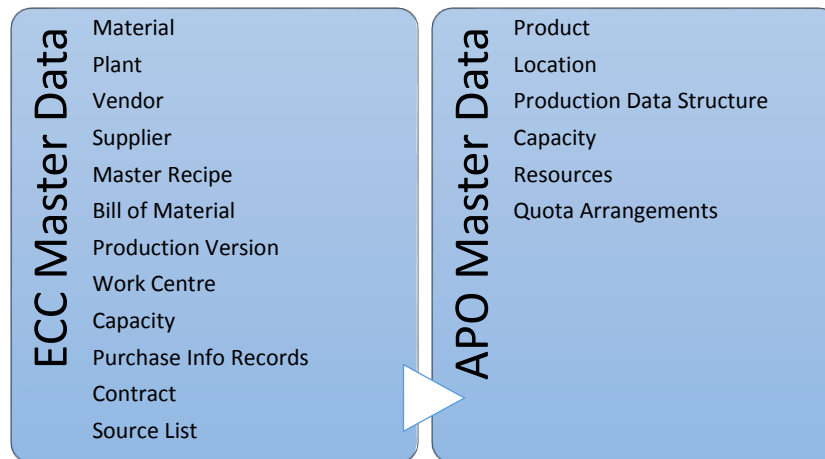 ECC Master Data
Material
Plant
Vendor
Supplier
Master Recipe
Bill of Material
Production Version
Work Centre
Capacity
Purchase Info Records
Contract
Source List
APO Master Data
Product
Location
Production Data Structure
Capacity
Resources
Quota Arrangements